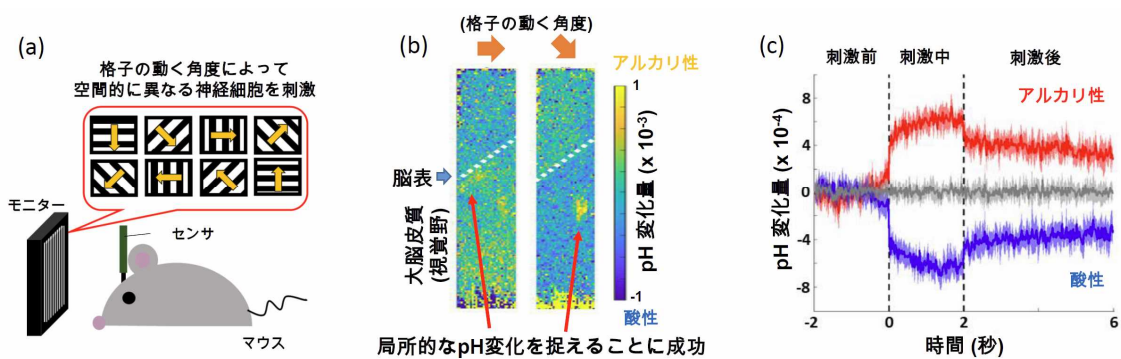 (a)
格子の動く角度によって
空間的に異なる神経細胞を刺激
モニター
センサ
マウス
(b)
(格子の動く角度)
アルカリ性
1
pH 変化量 (x 10⁻³)
-1
酸性
脳表
大脳皮質
(視覚野)
局所的なpH変化を捉えることに成功
(c)
刺激前 刺激中 刺激後
アルカリ性
酸性
pH 変化量 (x 10⁻⁴)
8
4
0
-4
-8
-2 0 2 6
時間 (秒)